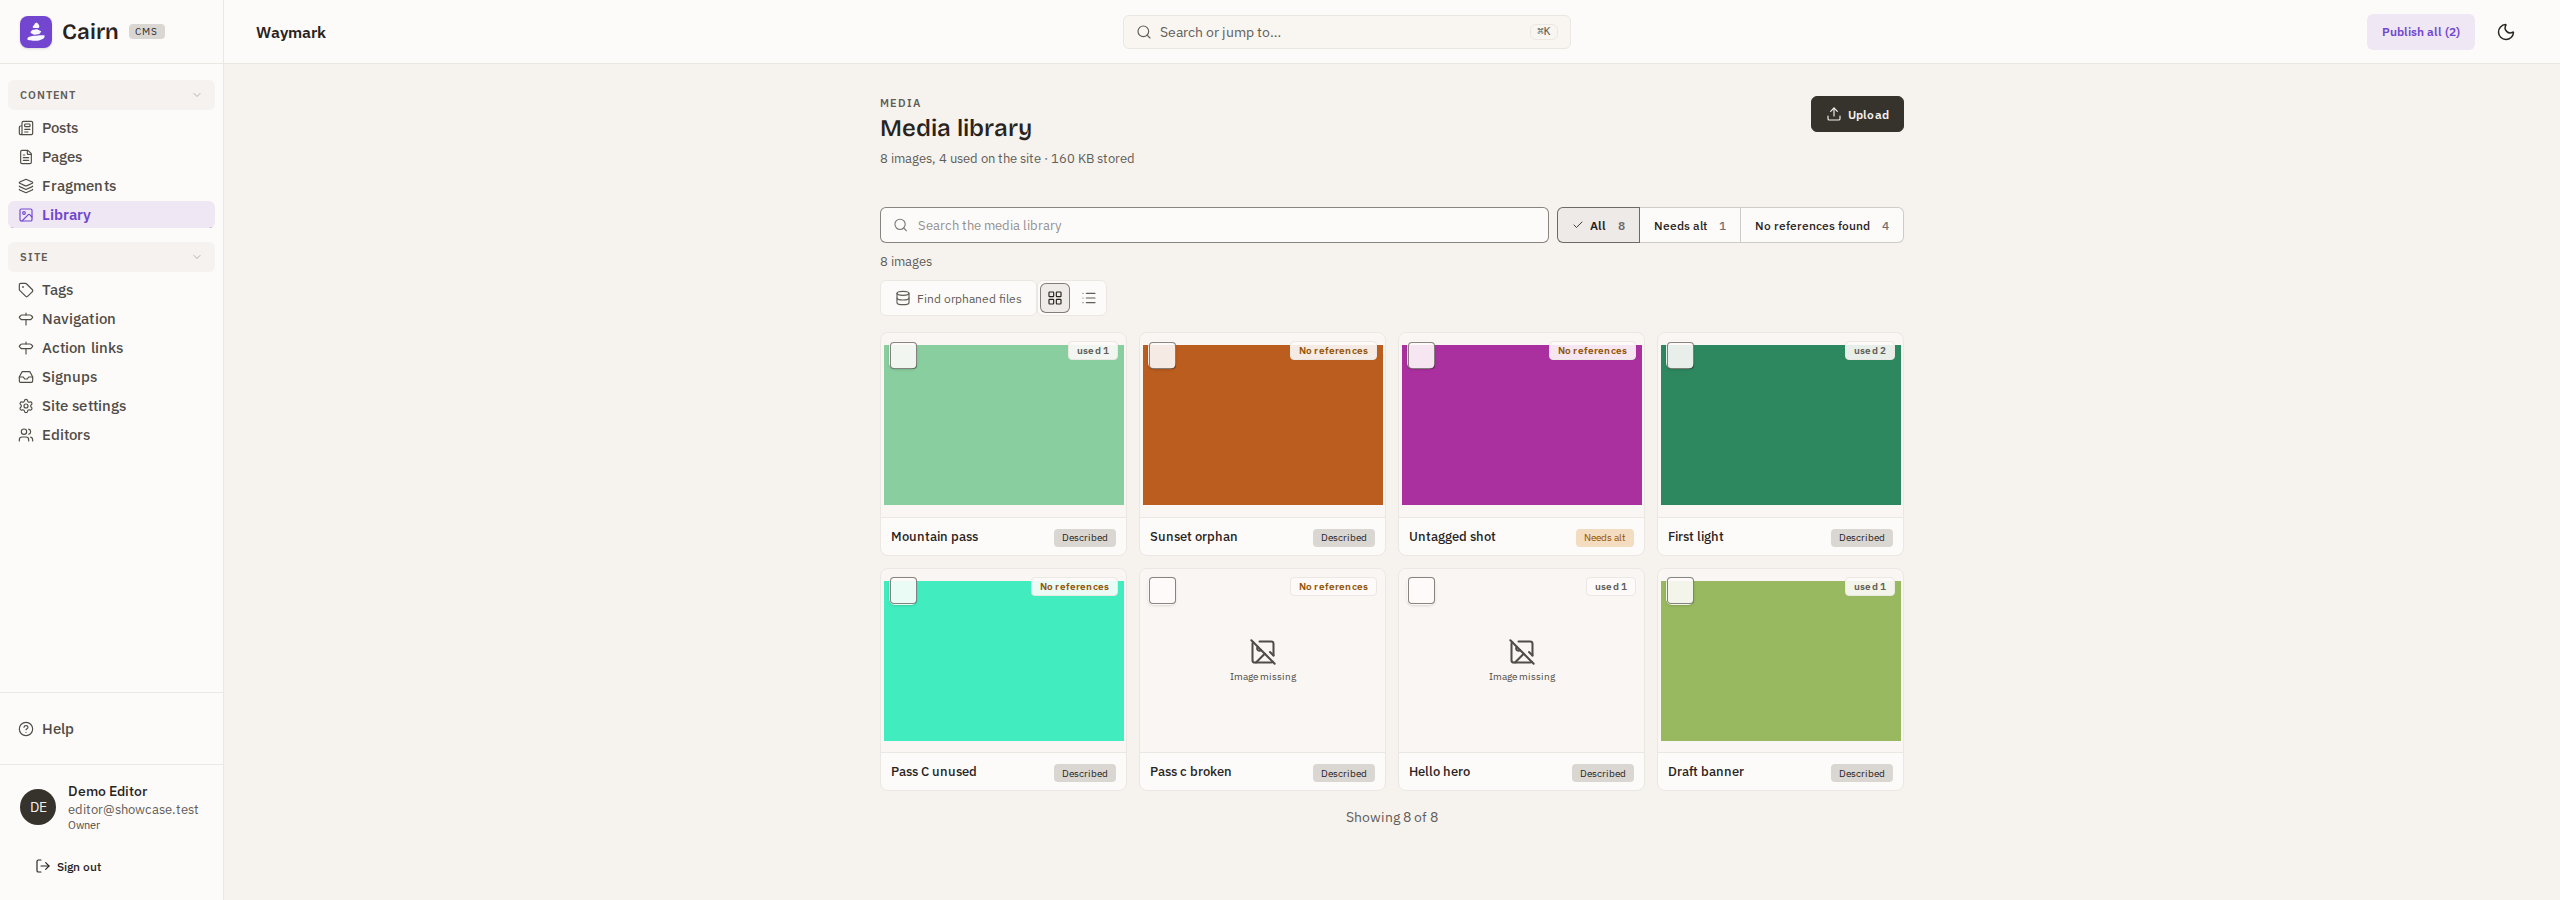 Cairn CMS
Waymark
Search or jump to... ⌘K
Publish all (2)
CONTENT
Posts
Pages
Fragments
Library
SITE
Tags
Navigation
Action links
Signups
Site settings
Editors
Help
DE
Demo Editor
editor@showcase.test
Owner
Sign out
MEDIA
Media library
8 images, 4 used on the site · 160 KB stored
Upload
Search the media library
All 8
Needs alt 1
No references found 4
8 images
Find orphaned files
used 1
No references
No references
used 2
Mountain pass Described
Sunset orphan Described
Untagged shot Needs alt
First light Described
No references
No references
used 1
used 1
Image missing
Image missing
Pass C unused Described
Pass c broken Described
Hello hero Described
Draft banner Described
Showing 8 of 8